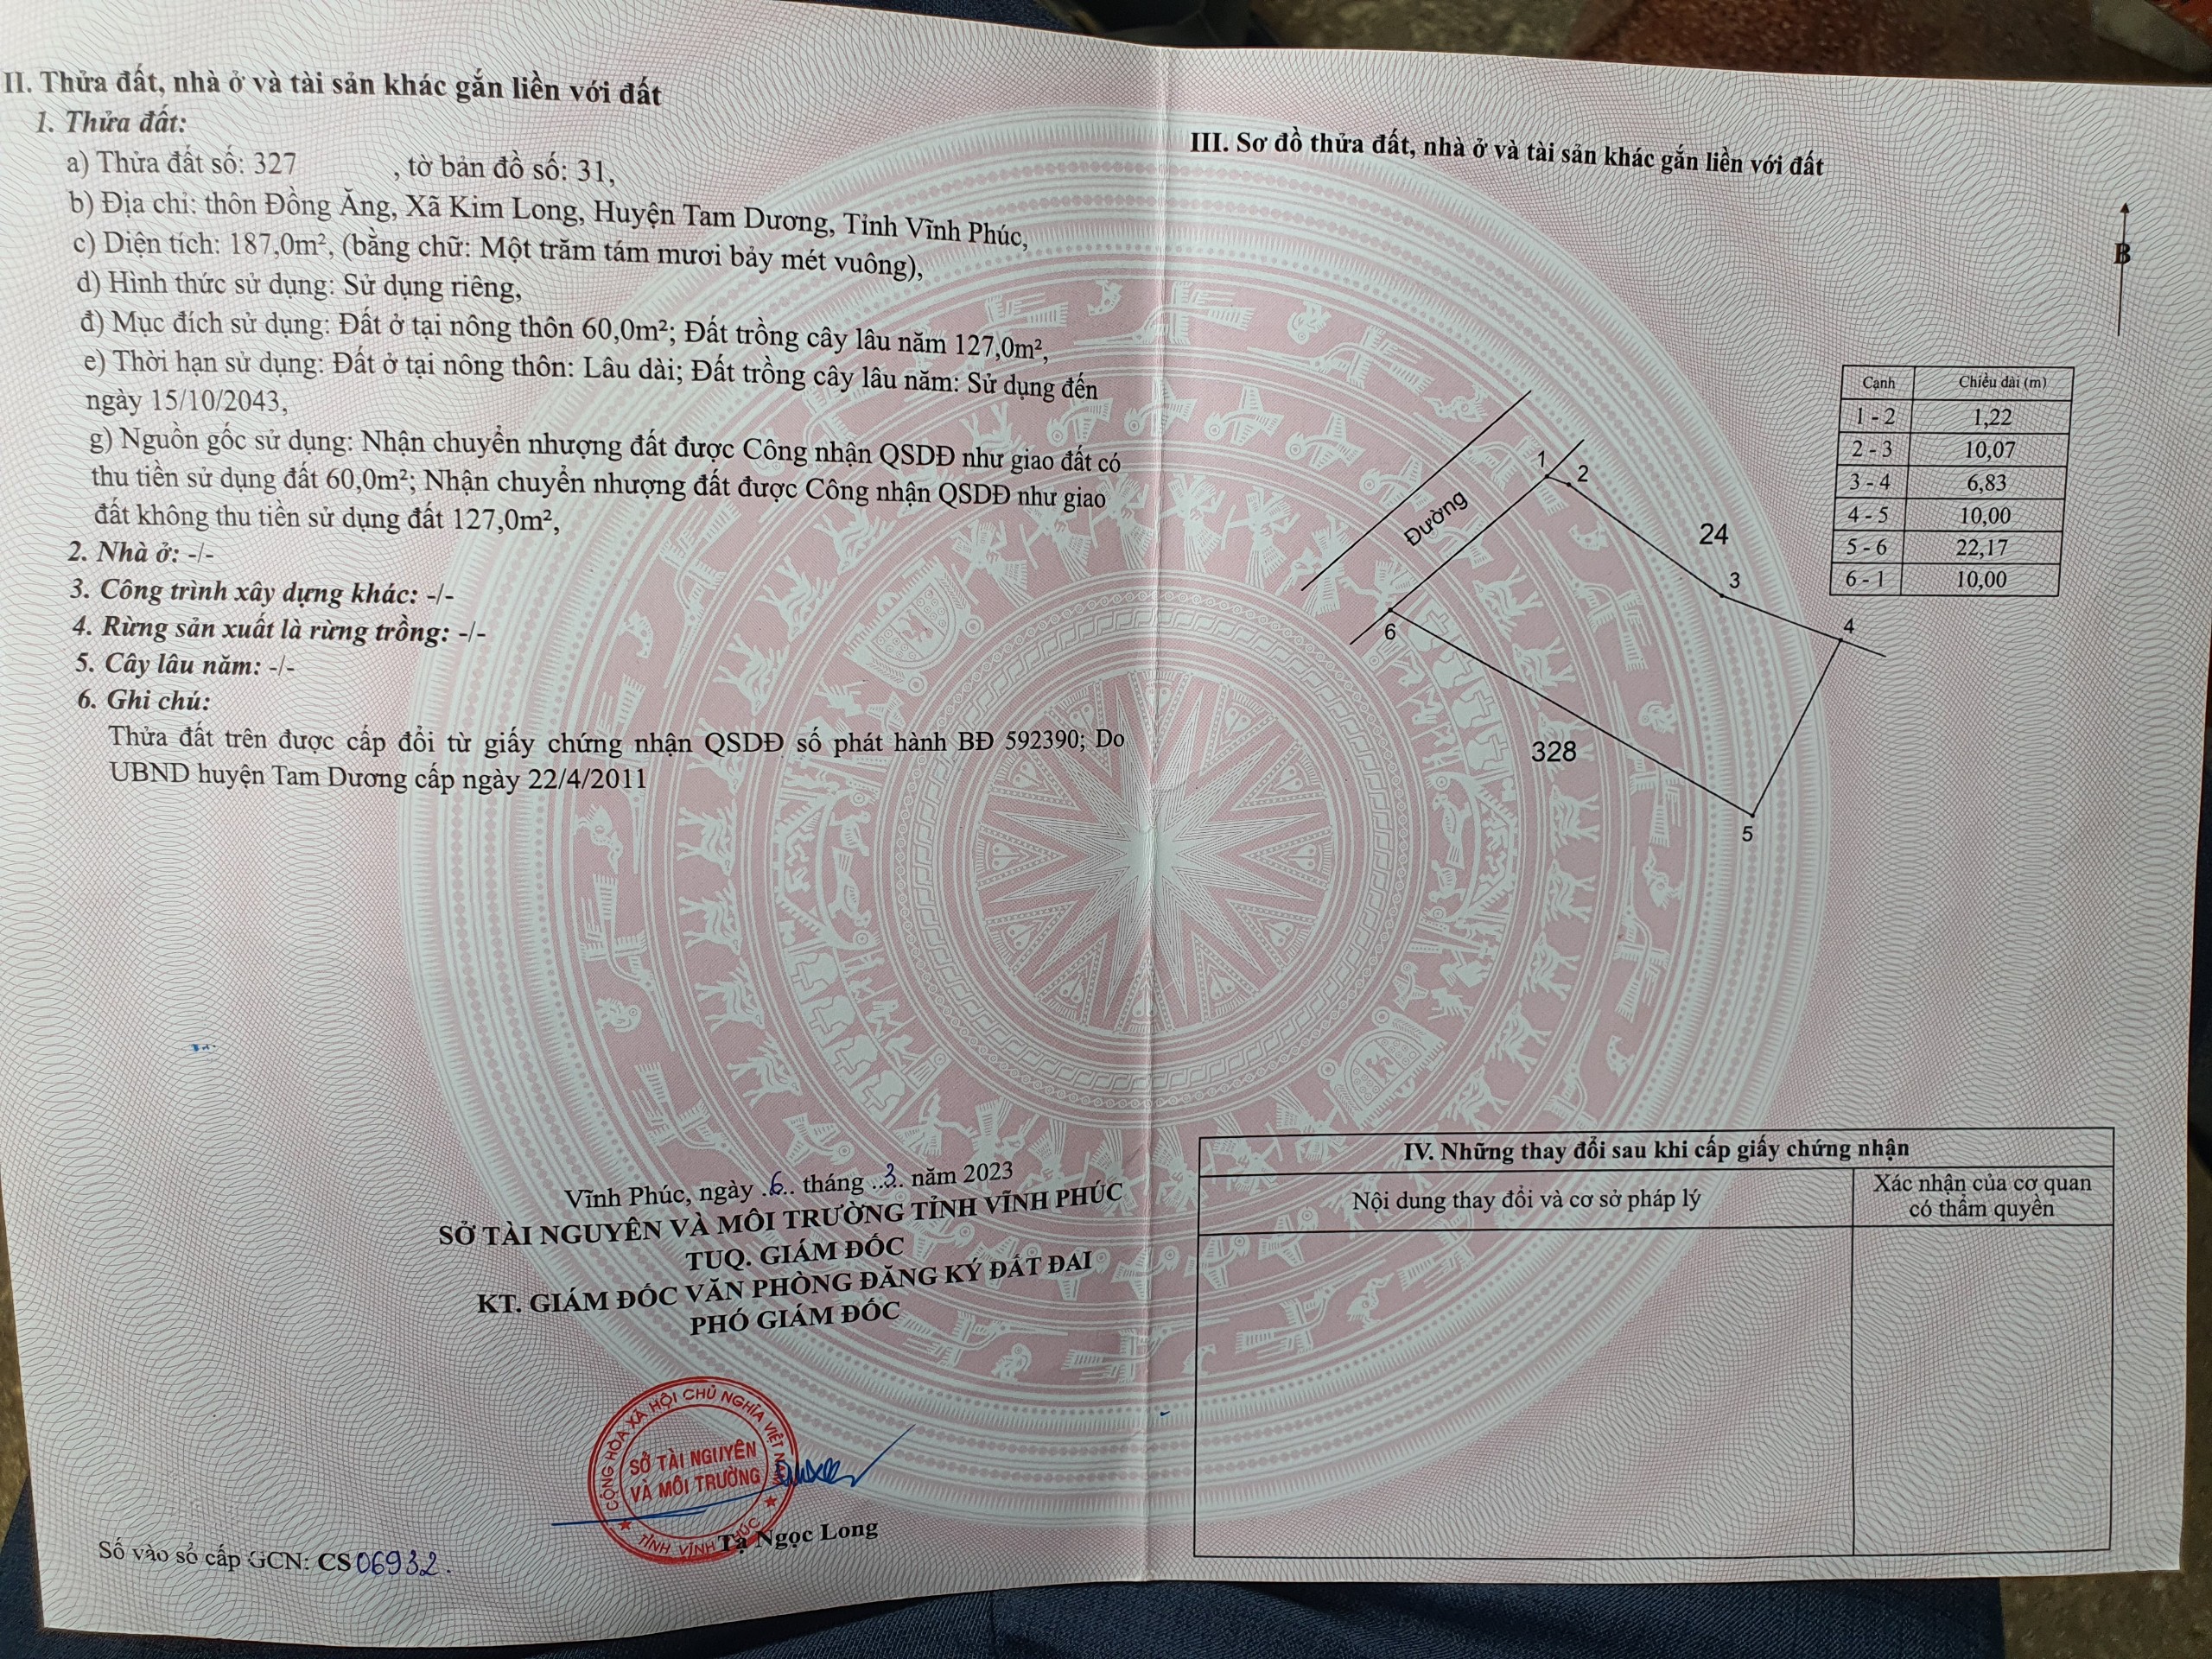 II. Thửa đất, nhà ở và tài sản khác gắn liền với đất
1. Thửa đất:
a) Thửa đất số: 327 , tờ bản đồ số: 31,
b) Địa chỉ: thôn Đồng Ăng, Xã Kim Long, Huyện Tam Dương, Tỉnh Vĩnh Phúc,
c) Diện tích: 187,0m², (bằng chữ: Một trăm tám mươi bảy mét vuông),
d) Hình thức sử dụng: Sử dụng riêng,
đ) Mục đích sử dụng: Đất ở tại nông thôn 60,0m²; Đất trồng cây lâu năm 127,0m²,
e) Thời hạn sử dụng: Đất ở tại nông thôn: Lâu dài; Đất trồng cây lâu năm: Sử dụng đến
ngày 15/10/2043,
g) Nguồn gốc sử dụng: Nhận chuyển nhượng đất được Công nhận QSDĐ như giao đất có
thu tiền sử dụng đất 60,0m²; Nhận chuyển nhượng đất được Công nhận QSDĐ như giao
đất không thu tiền sử dụng đất 127,0m²,
2. Nhà ở: -/-
3. Công trình xây dựng khác: -/-
4. Rừng sản xuất là rừng trồng: -/-
5. Cây lâu năm: -/-
6. Ghi chú:
Thửa đất trên được cấp đổi từ giấy chứng nhận QSDĐ số phát hành BĐ 592390; Do
UBND huyện Tam Dương cấp ngày 22/4/2011
Vĩnh Phúc, ngày .6.. tháng ..3.. năm 2023
SỞ TÀI NGUYÊN VÀ MÔI TRƯỜNG TỈNH VĨNH PHÚC
TUQ. GIÁM ĐỐC
KT. GIÁM ĐỐC VĂN PHÒNG ĐĂNG KÝ ĐẤT ĐAI
PHÓ GIÁM ĐỐC
CỘNG HÒA XÃ HỘI CHỦ NGHĨA VIỆT NAM
SỞ TÀI NGUYÊN
VÀ MÔI TRƯỜNG
TỈNH VĨNH PHÚC
Tạ Ngọc Long
Số vào sổ cấp GCN: CS06932.
III. Sơ đồ thửa đất, nhà ở và tài sản khác gắn liền với đất
B
Đường
1
2
24
3
4
6
328
5
Cạnh Chiều dài (m)
1 - 2 1,22
2 - 3 10,07
3 - 4 6,83
4 - 5 10,00
5 - 6 22,17
6 - 1 10,00
IV. Những thay đổi sau khi cấp giấy chứng nhận
Nội dung thay đổi và cơ sở pháp lý
Xác nhận của cơ quan
có thẩm quyền